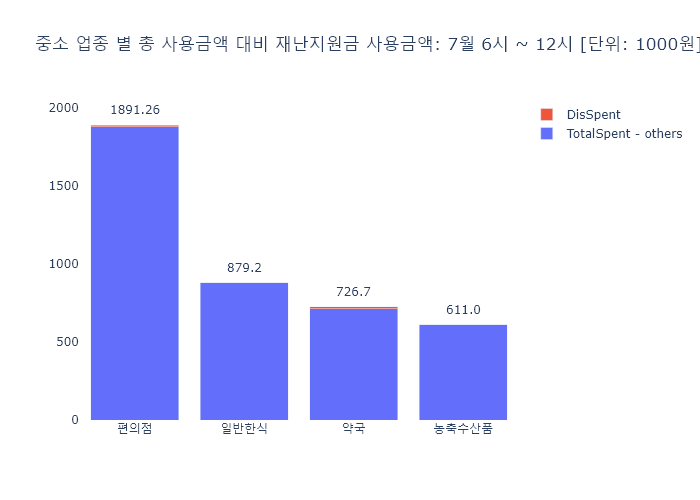 중소 업종 별 총 사용금액 대비 재난지원금 사용금액: 7월 6시 ~ 12시 [단위: 1000원]
2000
1500
1000
500
0
1891.26
879.2
726.7
611.0
편의점
일반한식
약국
농축수산품
DisSpent
TotalSpent - others